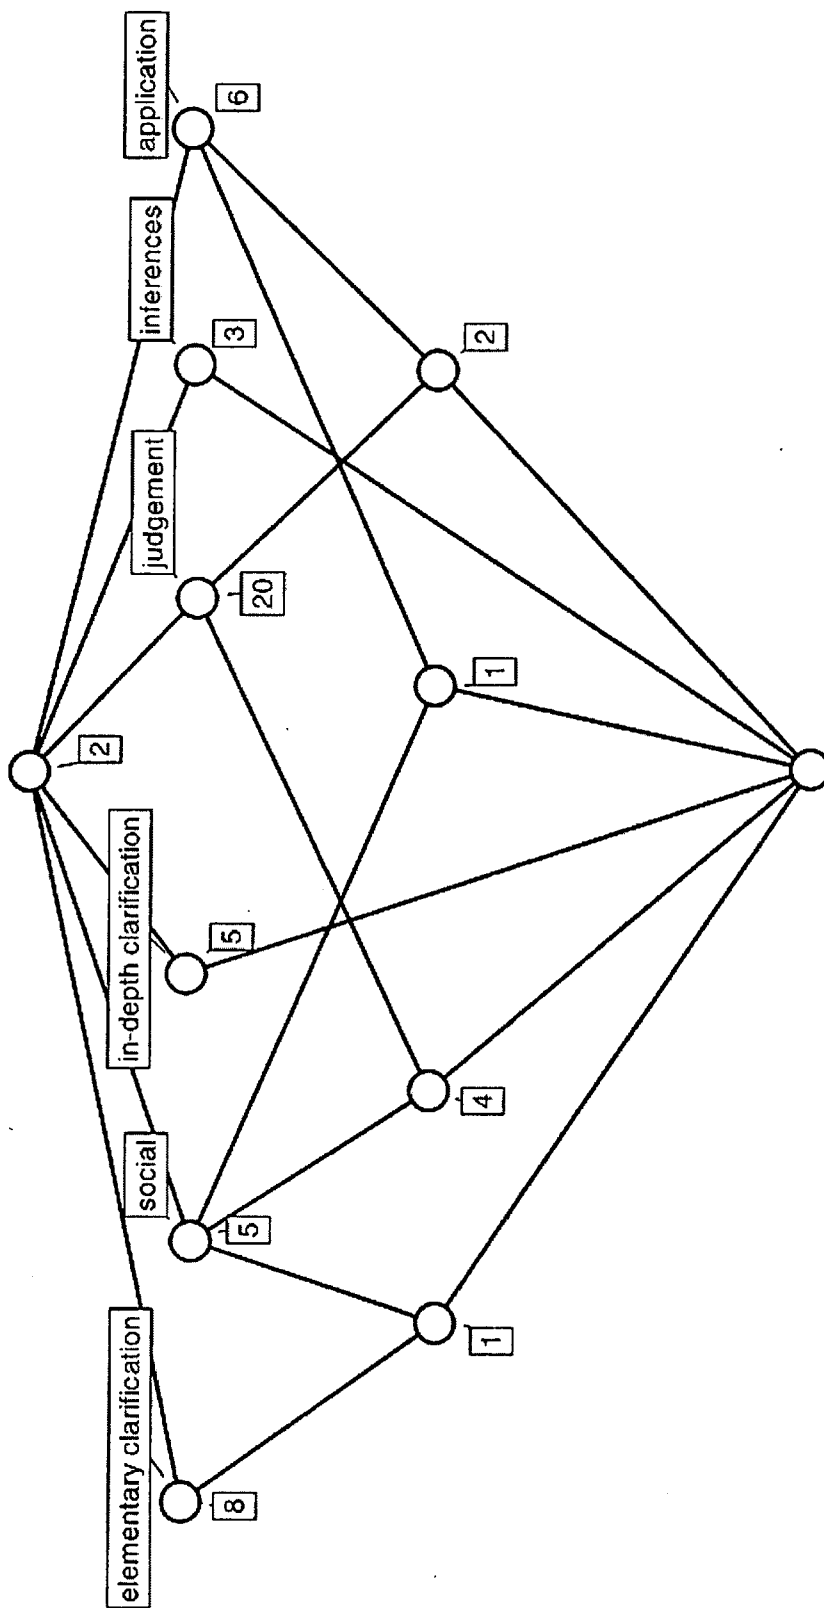 2
elementary clarification
social
in-depth clarification
judgement
inferences
application
8
5
5
20
3
6
1
4
1
2